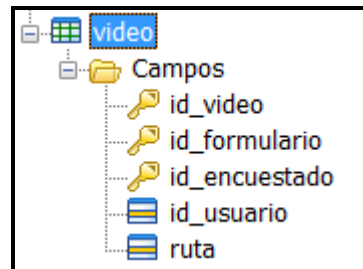 video
Campos
id_video
id_formulario
id_encuestado
id_usuario
ruta